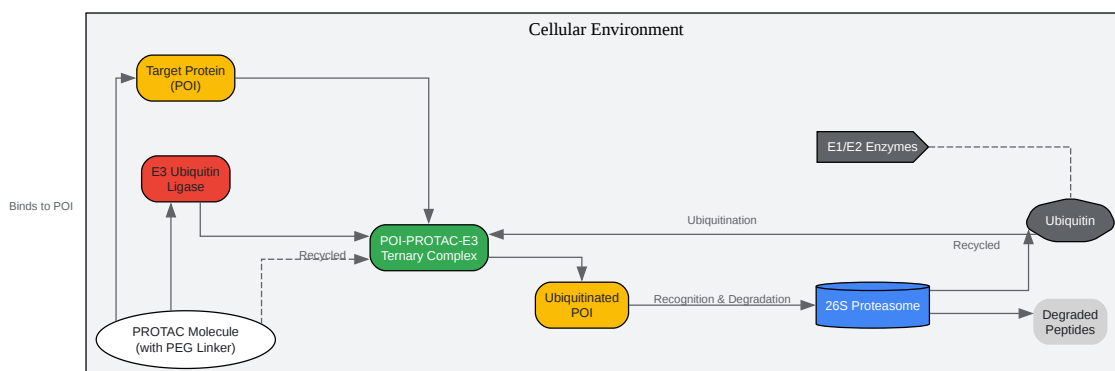 Cellular Environment
Target Protein
(POI)
E1/E2 Enzymes
E3 Ubiquitin
Ligase
Binds to POI
Ubiquitination
Ubiquitin
POI-PROTAC-E3
Ternary Complex
Recycled
Recycled
Ubiquitinated
POI
Recognition & Degradation
26S Proteasome
Degraded
Peptides
PROTAC Molecule
(with PEG Linker)